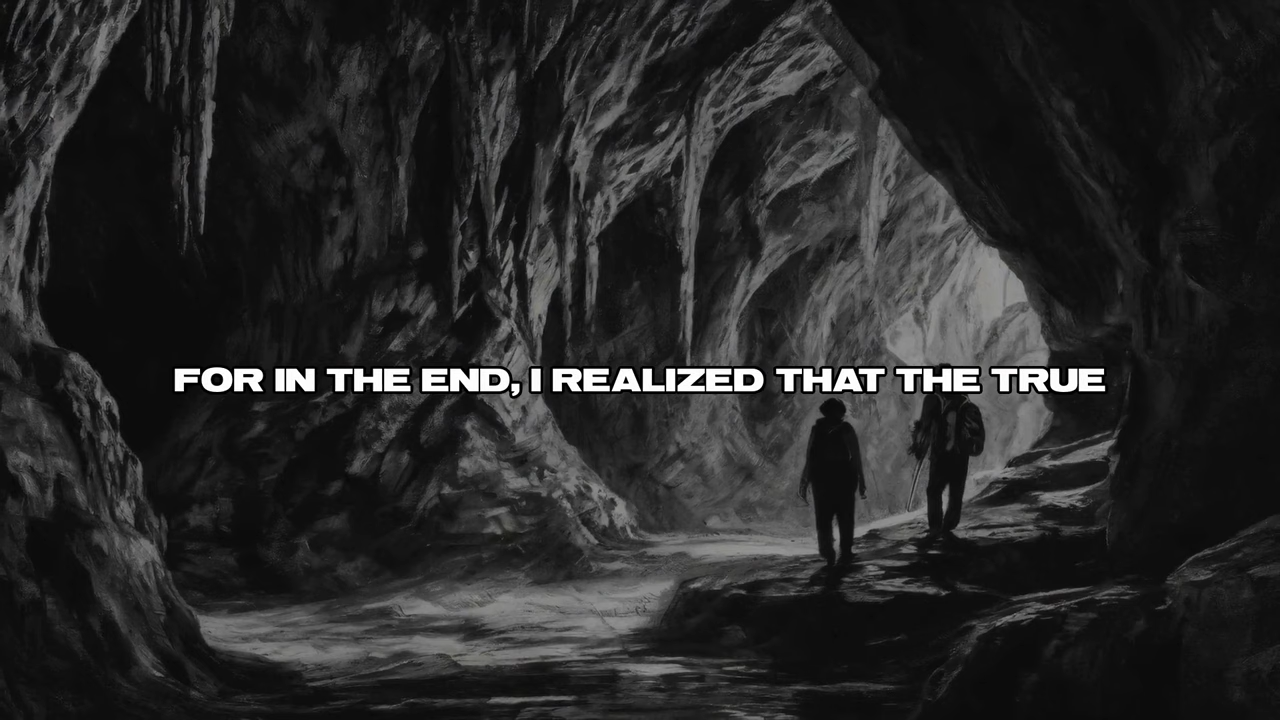 FOR IN THE END, I REALIZED THAT THE TRUE